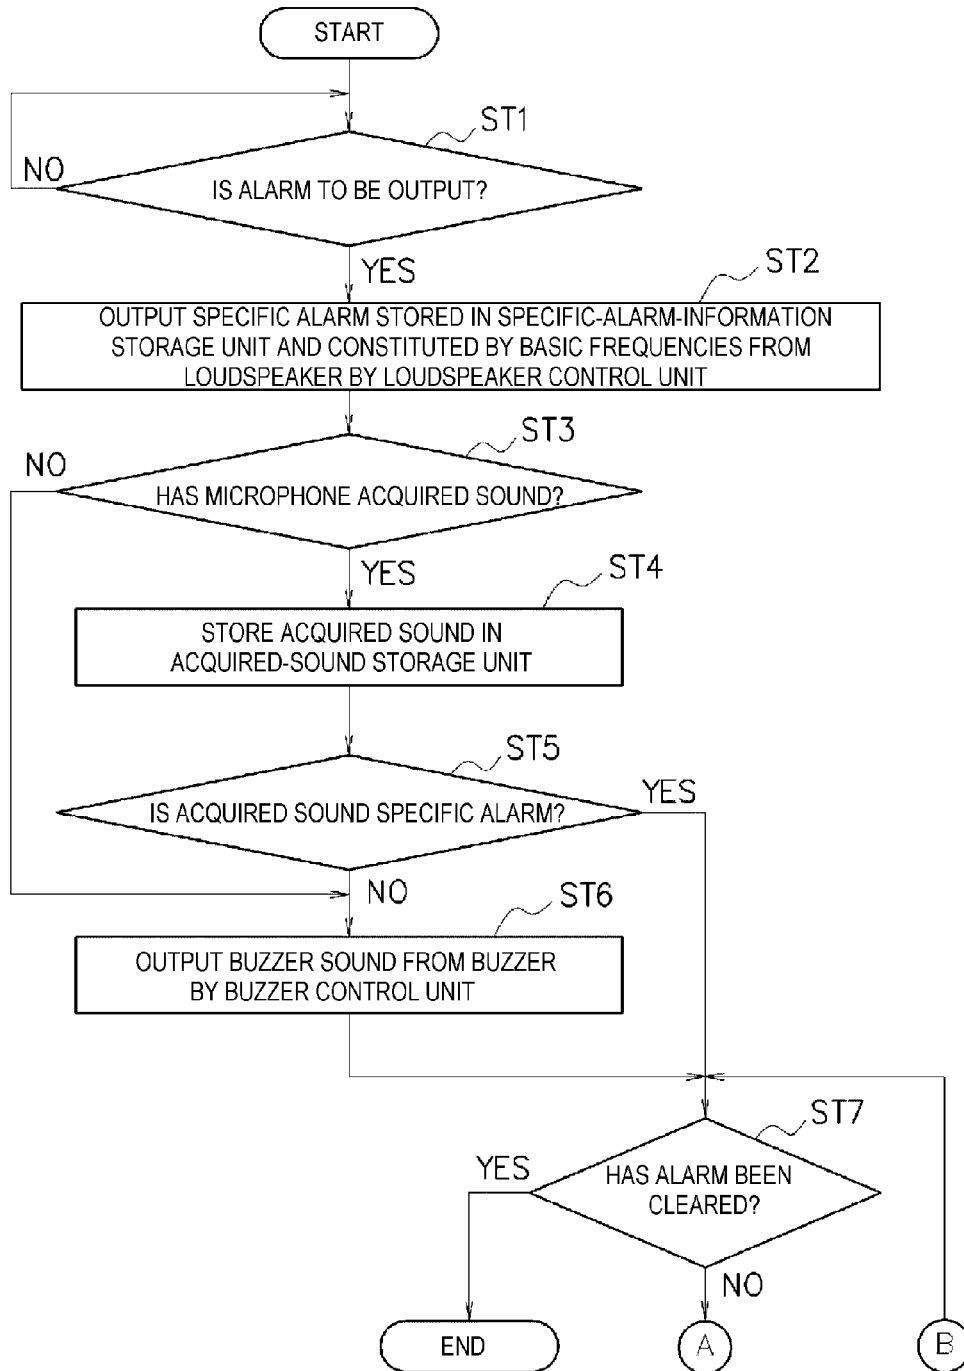 START
ST1
NO
IS ALARM TO BE OUTPUT?
YES
ST2
OUTPUT SPECIFIC ALARM STORED IN SPECIFIC-ALARM-INFORMATION
STORAGE UNIT AND CONSTITUTED BY BASIC FREQUENCIES FROM
LOUDSPEAKER BY LOUDSPEAKER CONTROL UNIT
ST3
NO
HAS MICROPHONE ACQUIRED SOUND?
YES
ST4
STORE ACQUIRED SOUND IN
ACQUIRED-SOUND STORAGE UNIT
ST5
YES
IS ACQUIRED SOUND SPECIFIC ALARM?
NO
ST6
OUTPUT BUZZER SOUND FROM BUZZER
BY BUZZER CONTROL UNIT
ST7
YES
HAS ALARM BEEN
CLEARED?
NO
END
A
B